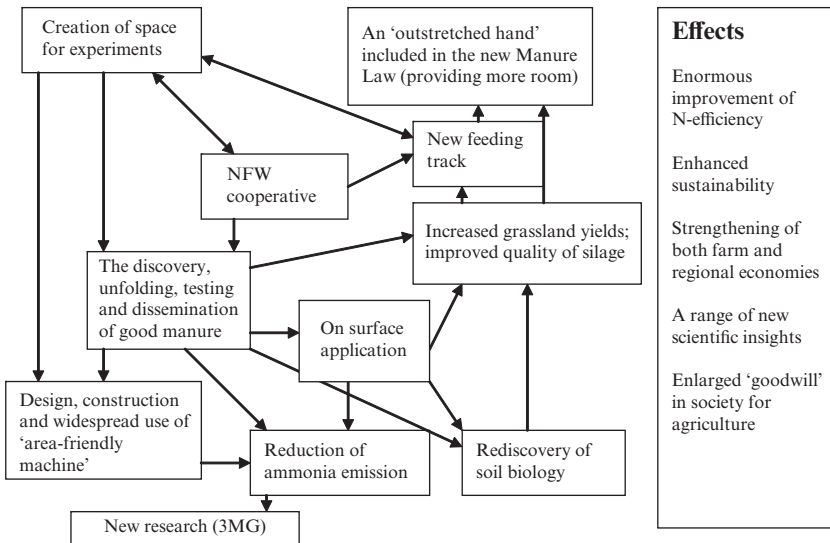 Creation of space
for experiments
An ‘outstretched hand’
included in the new Manure
Law (providing more room)
New feeding
track
NFW
cooperative
Increased grassland yields;
improved quality of silage
The discovery,
unfolding, testing
and dissemination
of good manure
On surface
application
Design, construction
and widespread use of
‘area-friendly
machine’
Reduction of
ammonia emission
Rediscovery of
soil biology
New research (3MG)
Effects
Enormous
improvement of
N-efficiency
Enhanced
sustainability
Strengthening of
both farm and
regional economies
A range of new
scientific insights
Enlarged ‘goodwill’
in society for
agriculture